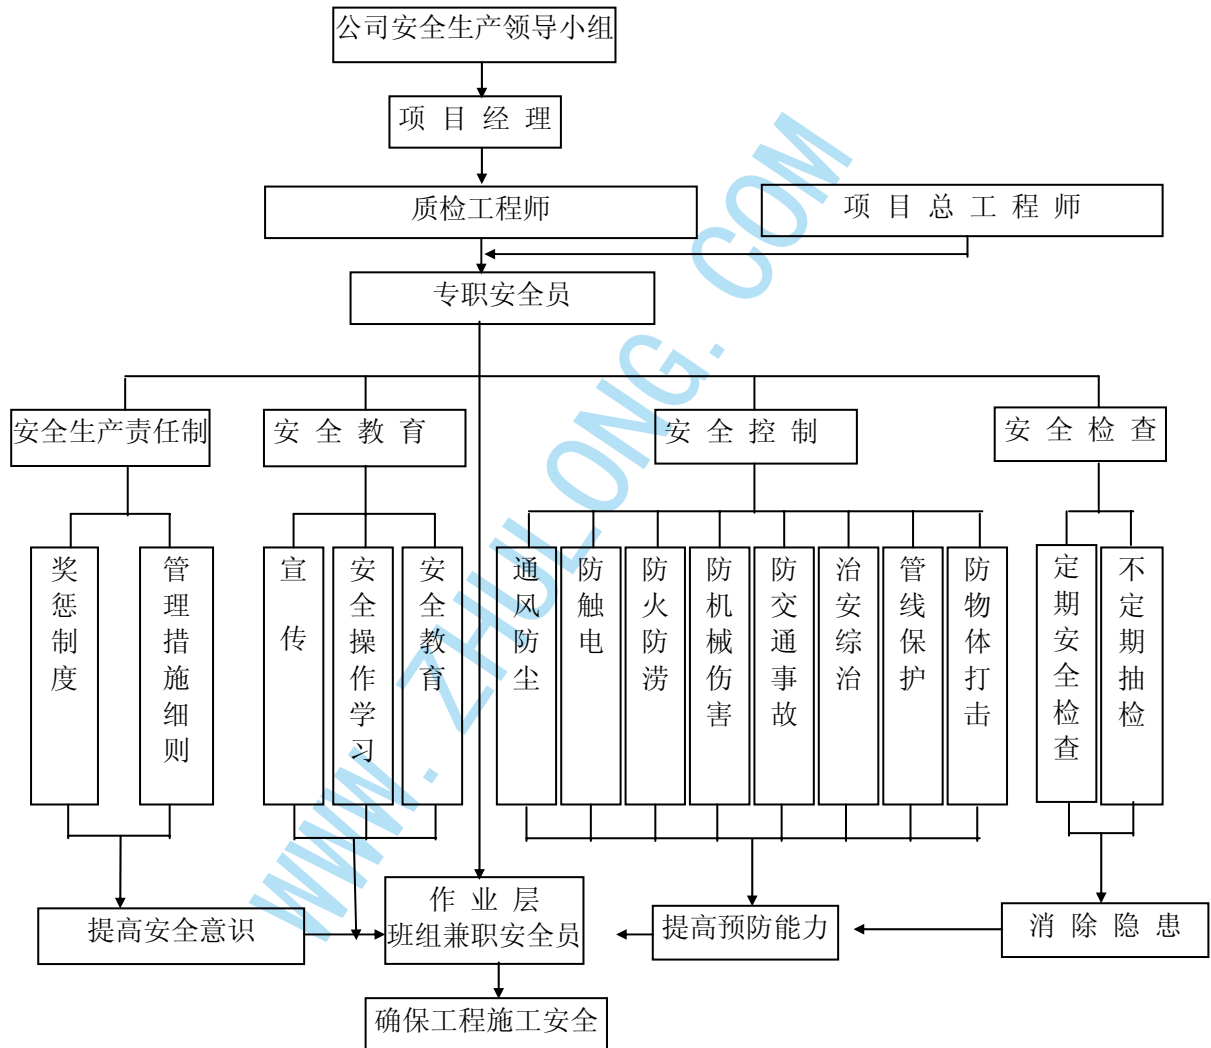 公司安全生产领导小组
项目经理
质检工程师
项目总工程师
专职安全员
安全生产责任制
安全教育
安全控制
安全检查
奖惩制度
管理措施细则
宣传
安全操作学习
安全教育
通风防尘
防触电
防火防涝
防机械伤害
防交通事故
治安综治
管线保护
防物体打击
定期安全检查
不定期抽检
提高安全意识
作业层
班组兼职安全员
提高预防能力
消除隐患
确保工程施工安全
WWW.ZHULONG.COM